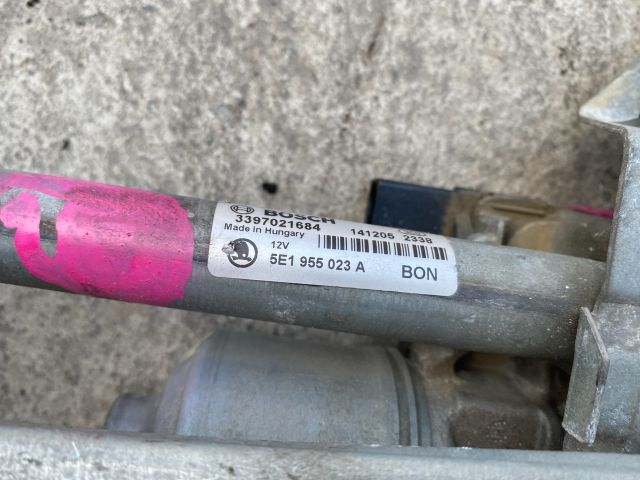 BOSCH
3397021684
Made in Hungary
141205 2338
12V
5E1 955 023 A BON